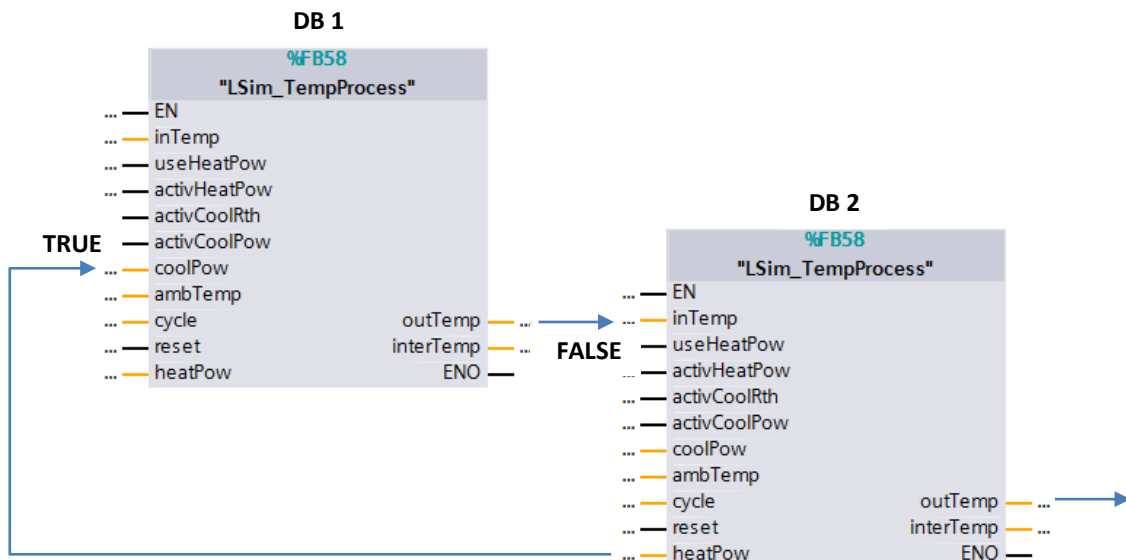 DB 1
%FB58
"LSim_TempProcess"
... EN
... inTemp
... useHeatPow
... activHeatPow
activCoolRth
TRUE activCoolPow
... coolPow
... ambTemp
... cycle outTemp ...
... reset interTemp ...
... heatPow ENO
DB 2
%FB58
"LSim_TempProcess"
... EN
... inTemp
FALSE useHeatPow
... activHeatPow
... activCoolRth
... activCoolPow
... coolPow
... ambTemp
... cycle outTemp ...
... reset interTemp ...
... heatPow ENO